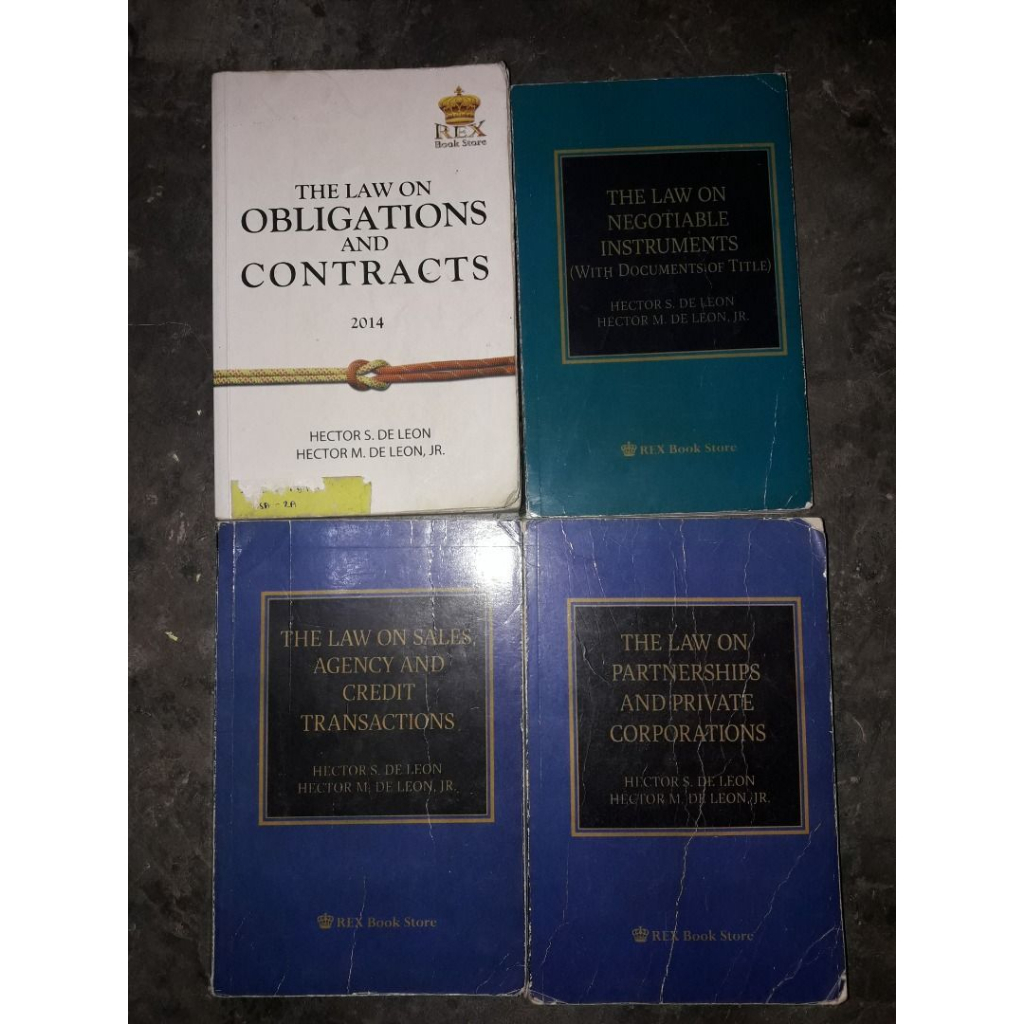 REX
Book Store
THE LAW ON
OBLIGATIONS
AND
CONTRACTS
2014
HECTOR S. DE LEON
HECTOR M. DE LEON, JR.
5A - 2A
THE LAW ON
NEGOTIABLE
INSTRUMENTS
(WITH DOCUMENTS OF TITLE)
HECTOR S. DE LEON
HECTOR M. DE LEON, JR.
REX Book Store
THE LAW ON SALES,
AGENCY AND
CREDIT
TRANSACTIONS
HECTOR S. DE LEON
HECTOR M. DE LEON, JR.
REX Book Store
THE LAW ON
PARTNERSHIPS
AND PRIVATE
CORPORATIONS
HECTOR S. DE LEON
HECTOR M. DE LEON, JR.
REX Book Store